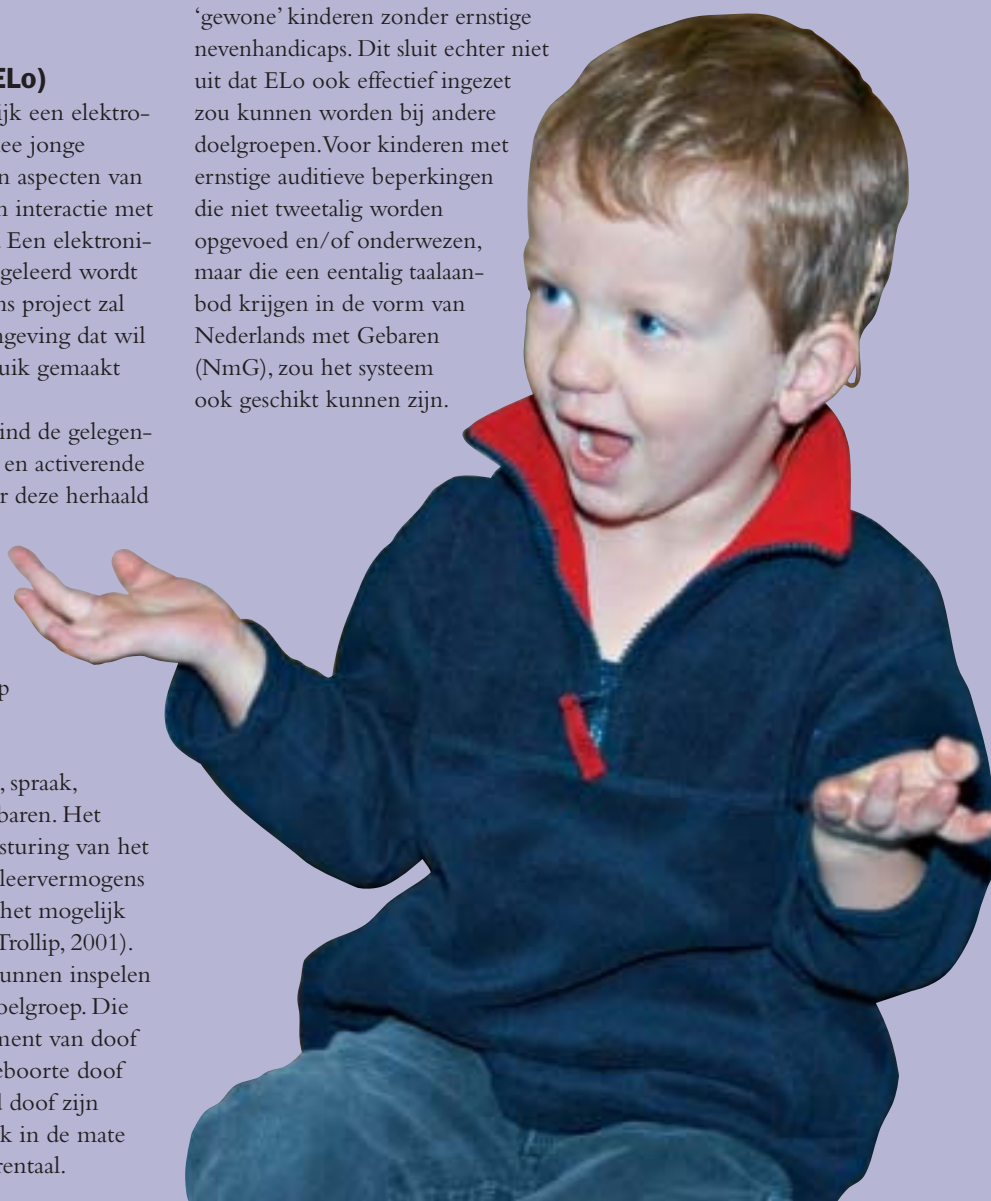 ELo)
ijk een elektro-
ee jonge
n aspecten van
n interactie met
Een elektroni-
geleerd wordt
ns project zal
ngeving dat wil
uik gemaakt
ind de gelegen-
en activerende
r deze herhaald
p
, spraak,
baren. Het
sturing van het
leervermogens
het mogelijk
Trollip, 2001).
unnen inspelen
oelgroep. Die
ment van doof
eboorte doof
d doof zijn
k in de mate
rentaal.
‘gewone’ kinderen zonder ernstige
nevenhandicaps. Dit sluit echter niet
uit dat ELo ook effectief ingezet
zou kunnen worden bij andere
doelgroepen. Voor kinderen met
ernstige auditieve beperkingen
die niet tweetalig worden
opgevoed en/of onderwezen,
maar die een eentalig taalaan-
bod krijgen in de vorm van
Nederlands met Gebaren
(NmG), zou het systeem
ook geschikt kunnen zijn.